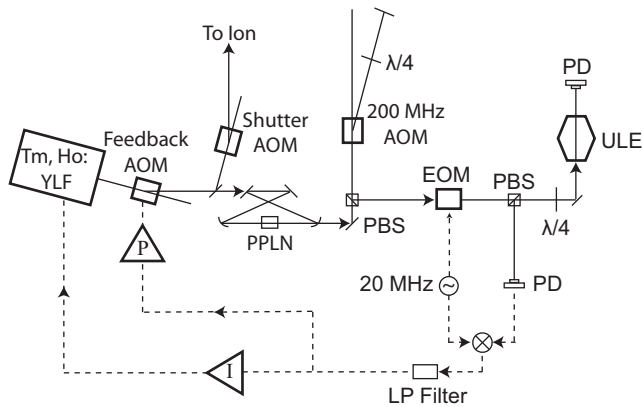 To Ion
λ/4
PD
Shutter
AOM
200 MHz
AOM
ULE
Feedback
AOM
Tm, Ho:
YLF
EOM
PBS
PBS
λ/4
PPLN
P
20 MHz
PD
I
LP Filter